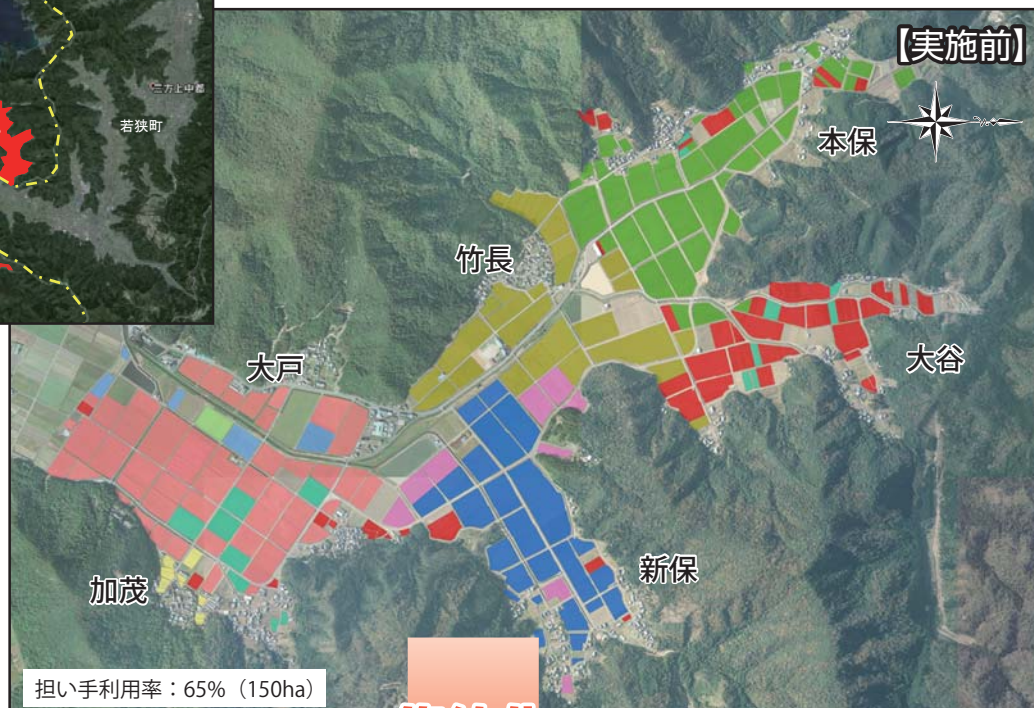 【実施前】
三方上中郡
若狭町
本保
竹長
大戸
大谷
加茂
新保
担い手利用率：65%（150ha）